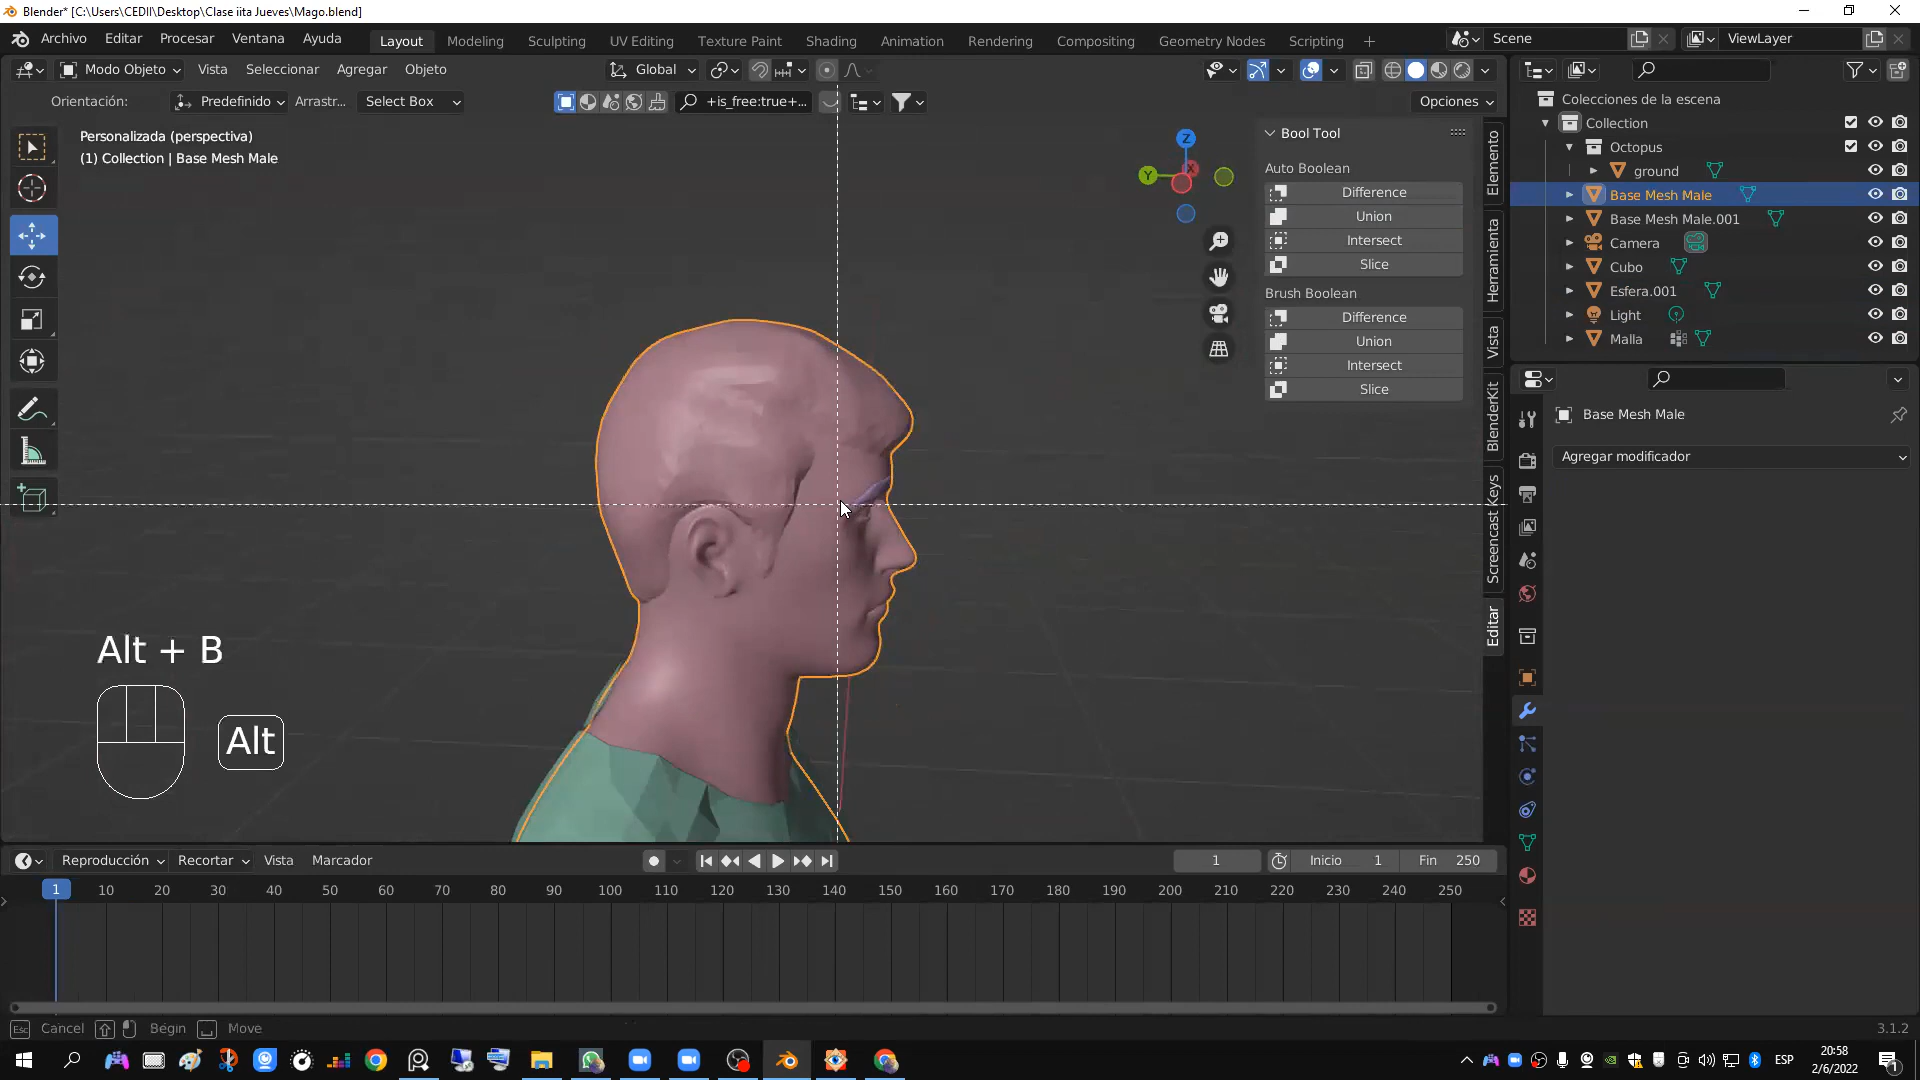 Blender* [C:\Users\CEDII\Desktop\Clase iita Jueves\Mago.blend]
Archivo Editar Procesar Ventana Ayuda Layout Modeling Sculpting UV Editing Texture Paint Shading Animation Rendering Compositing Geometry Nodes Scripting + Scene ViewLayer
Modo Objeto Vista Seleccionar Agregar Objeto Global
Orientación: Predefinido Arrastr... Select Box +is_free:true+... Opciones
Personalizada (perspectiva)
(1) Collection | Base Mesh Male
Z
Y
Bool Tool
Auto Boolean
Difference
Union
Intersect
Slice
Brush Boolean
Difference
Union
Intersect
Slice
Elemento
Herramienta
Vista
BlenderKit
Screencast Keys
Editar
Colecciones de la escena
Collection
Octopus
ground
Base Mesh Male
Base Mesh Male.001
Camera
Cubo
Esfera.001
Light
Malla
Base Mesh Male
Agregar modificador
Alt + B
Alt
Reproducción Recortar Vista Marcador 1 Inicio 1 Fin 250
1 10 20 30 40 50 60 70 80 90 100 110 120 130 140 150 160 170 180 190 200 210 220 230 240 250
Esc Cancel Begin Move 3.1.2
ESP 20:58
2/6/2022
1